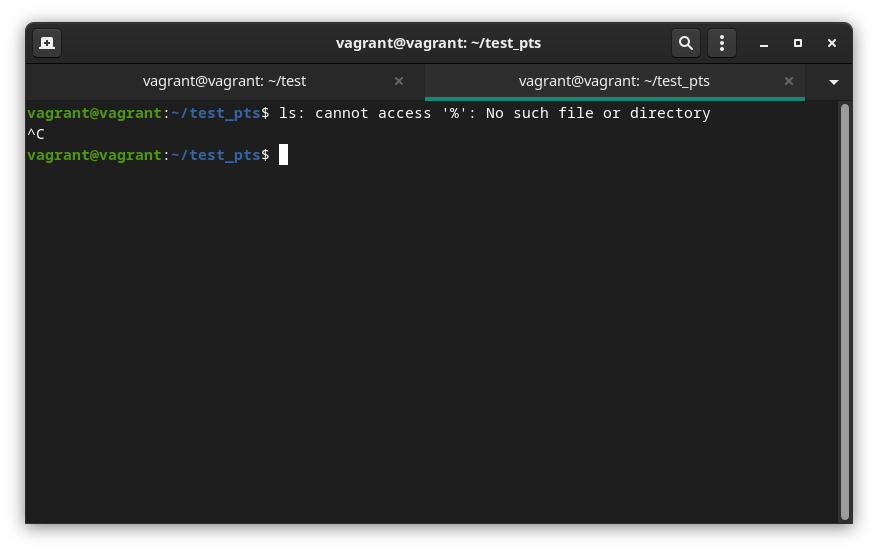 vagrant@vagrant: ~/test_pts
vagrant@vagrant: ~/test
vagrant@vagrant: ~/test_pts
vagrant@vagrant:~/test_pts$ ls: cannot access '%': No such file or directory
^C
vagrant@vagrant:~/test_pts$